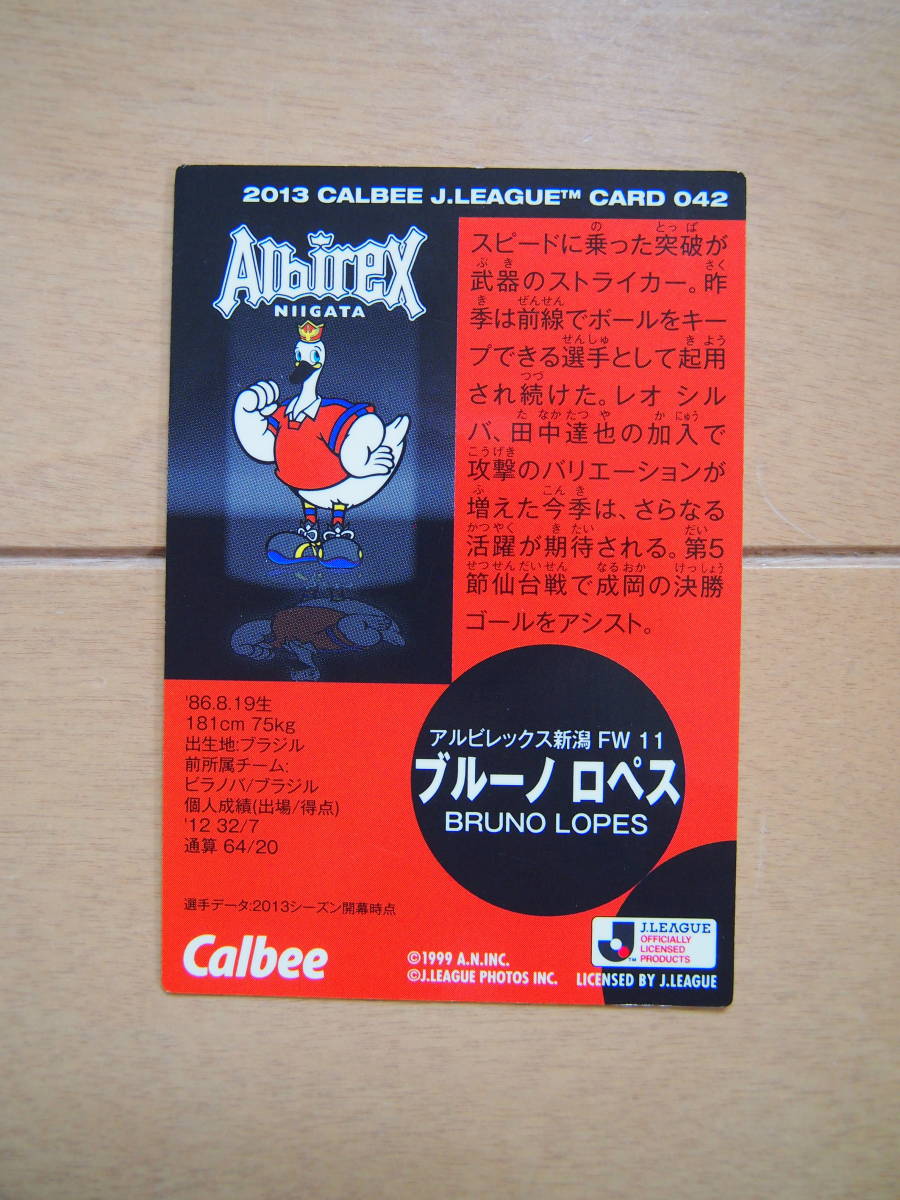 2013 CALBEE J.LEAGUE™ CARD 042
Albirex
NIIGATA
スピードに乗った突破が
武器のストライカー。昨
季は前線でボールをキー
プできる選手として起用
され続けた。レオ シル
バ、田中達也の加入で
攻撃のバリエーションが
増えた今季は、さらなる
活躍が期待される。第5
節仙台戦で成岡の決勝
ゴールをアシスト。
'86.8.19生
181cm 75kg
出生地:ブラジル
前所属チーム:
ビラノバ/ブラジル
個人成績(出場/得点)
'12 32/7
通算 64/20
選手データ:2013シーズン開幕時点
アルビレックス新潟 FW 11
ブルーノ ロペス
BRUNO LOPES
Calbee
©1999 A.N.INC.
©J.LEAGUE PHOTOS INC.
J.LEAGUE
OFFICIALLY
LICENSED
PRODUCTS
TM
LICENSED BY J.LEAGUE